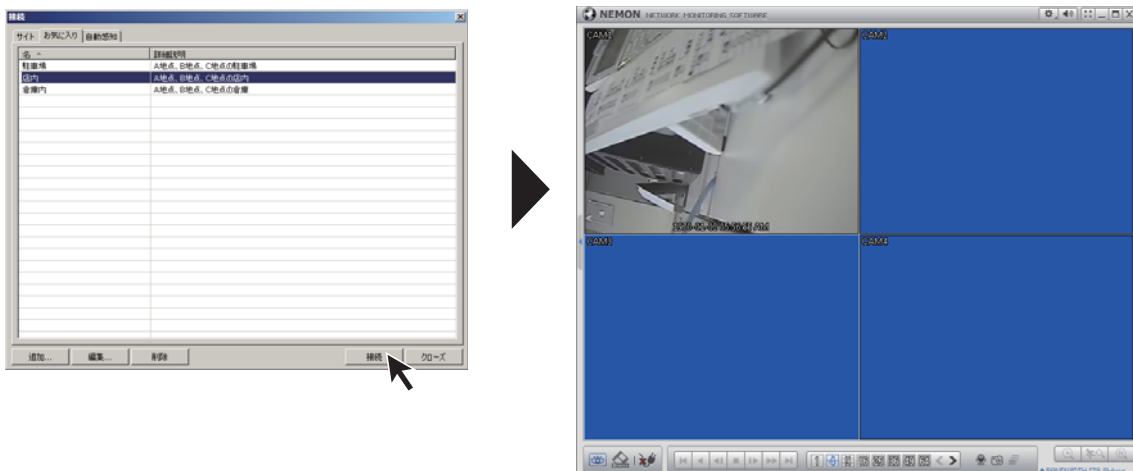 接続
サイト お気に入り 自動感知
名 詳細説明
駐車場 A地点、B地点、C地点の駐車場
店内 A地点、B地点、C地点の店内
倉庫内 A地点、B地点、C地点の倉庫
追加... 編集... 削除 接続 クローズ
NEMON NETWORK MONITORING SOFTWARE
CAM1 CAM2
CAM3 CAM4